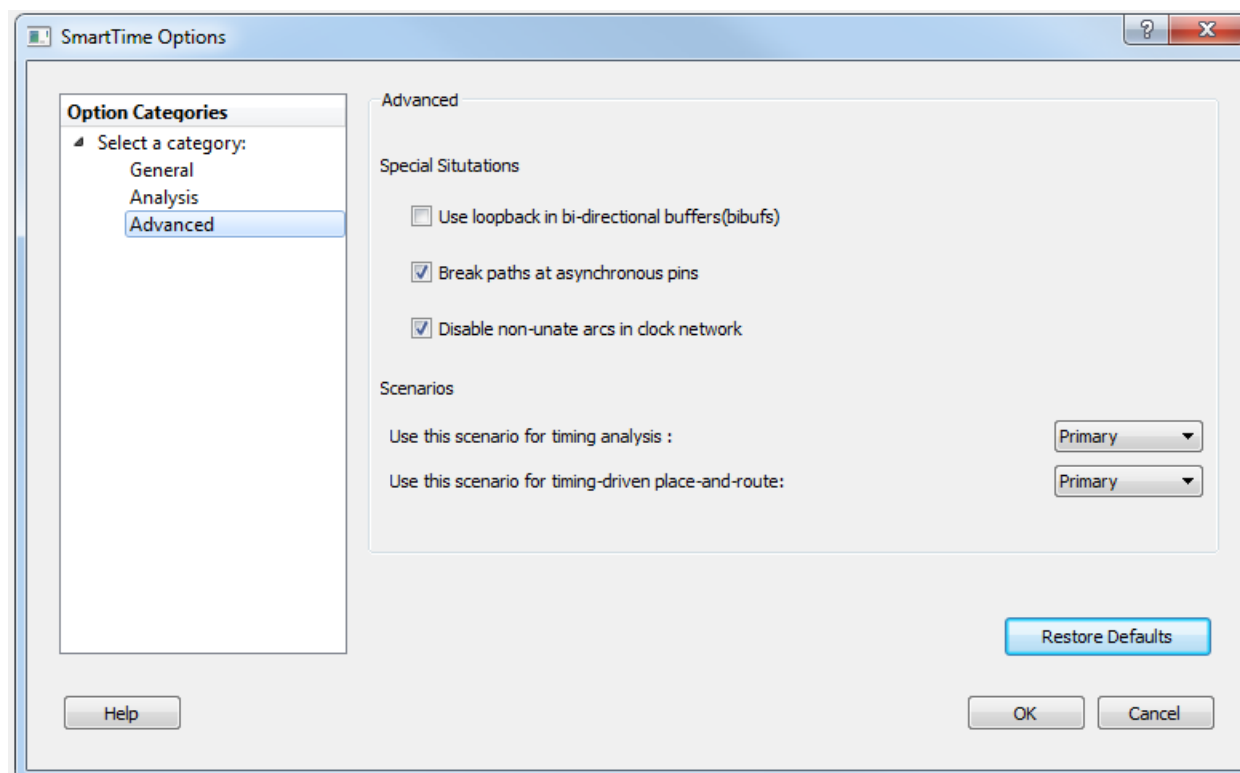 SmartTime Options
Option Categories
Select a category:
General
Analysis
Advanced
Advanced
Special Situtations
Use loopback in bi-directional buffers(bibufs)
Break paths at asynchronous pins
Disable non-unate arcs in clock network
Scenarios
Use this scenario for timing analysis : Primary
Use this scenario for timing-driven place-and-route: Primary
Restore Defaults
Help OK Cancel